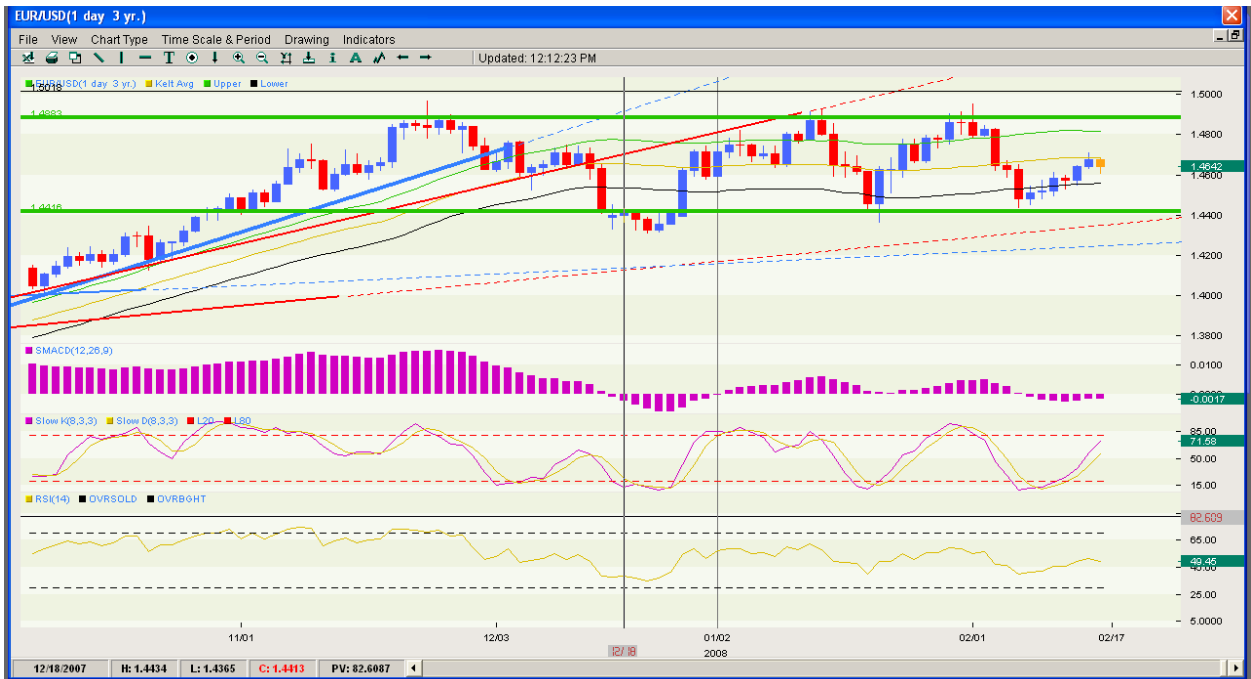 EUR/USD(1 day 3 yr.)
File View Chart Type Time Scale & Period Drawing Indicators
Updated: 12:12:23 PM
EUR/USD(1 day 3 yr.) Kelt Avg Upper Lower
1.5018
1.5000
1.4883
1.4800
1.4642
1.4600
1.4416
1.4400
1.4200
1.4000
1.3800
SMACD(12,26,9)
0.0100
-0.0017
Slow K(8,3,3) Slow D(8,3,3) L20 L80
85.00
71.58
50.00
15.00
RSI(14) OVRSOLD OVRBGHT
82.609
65.00
49.45
45.00
25.00
5.0000
11/01 12/03 01/02 02/01 02/17
12/18 2008
12/18/2007 H: 1.4434 L: 1.4365 C: 1.4413 PV: 82.6087